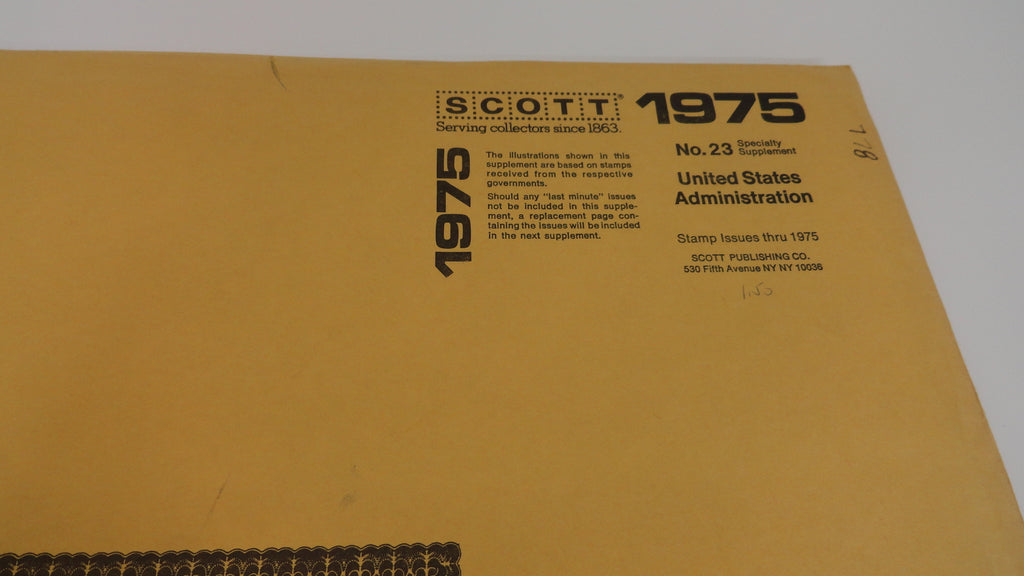 SCOTT®
Serving collectors since 1863.
1975
1975
The illustrations shown in this
supplement are based on stamps
received from the respective
governments.
Should any "last minute" issues
not be included in this supple-
ment, a replacement page con-
taining the issues will be included
in the next supplement.
No. 23 Specialty
Supplement
United States
Administration
Stamp Issues thru 1975
SCOTT PUBLISHING CO.
530 Fifth Avenue NY NY 10036
1.50